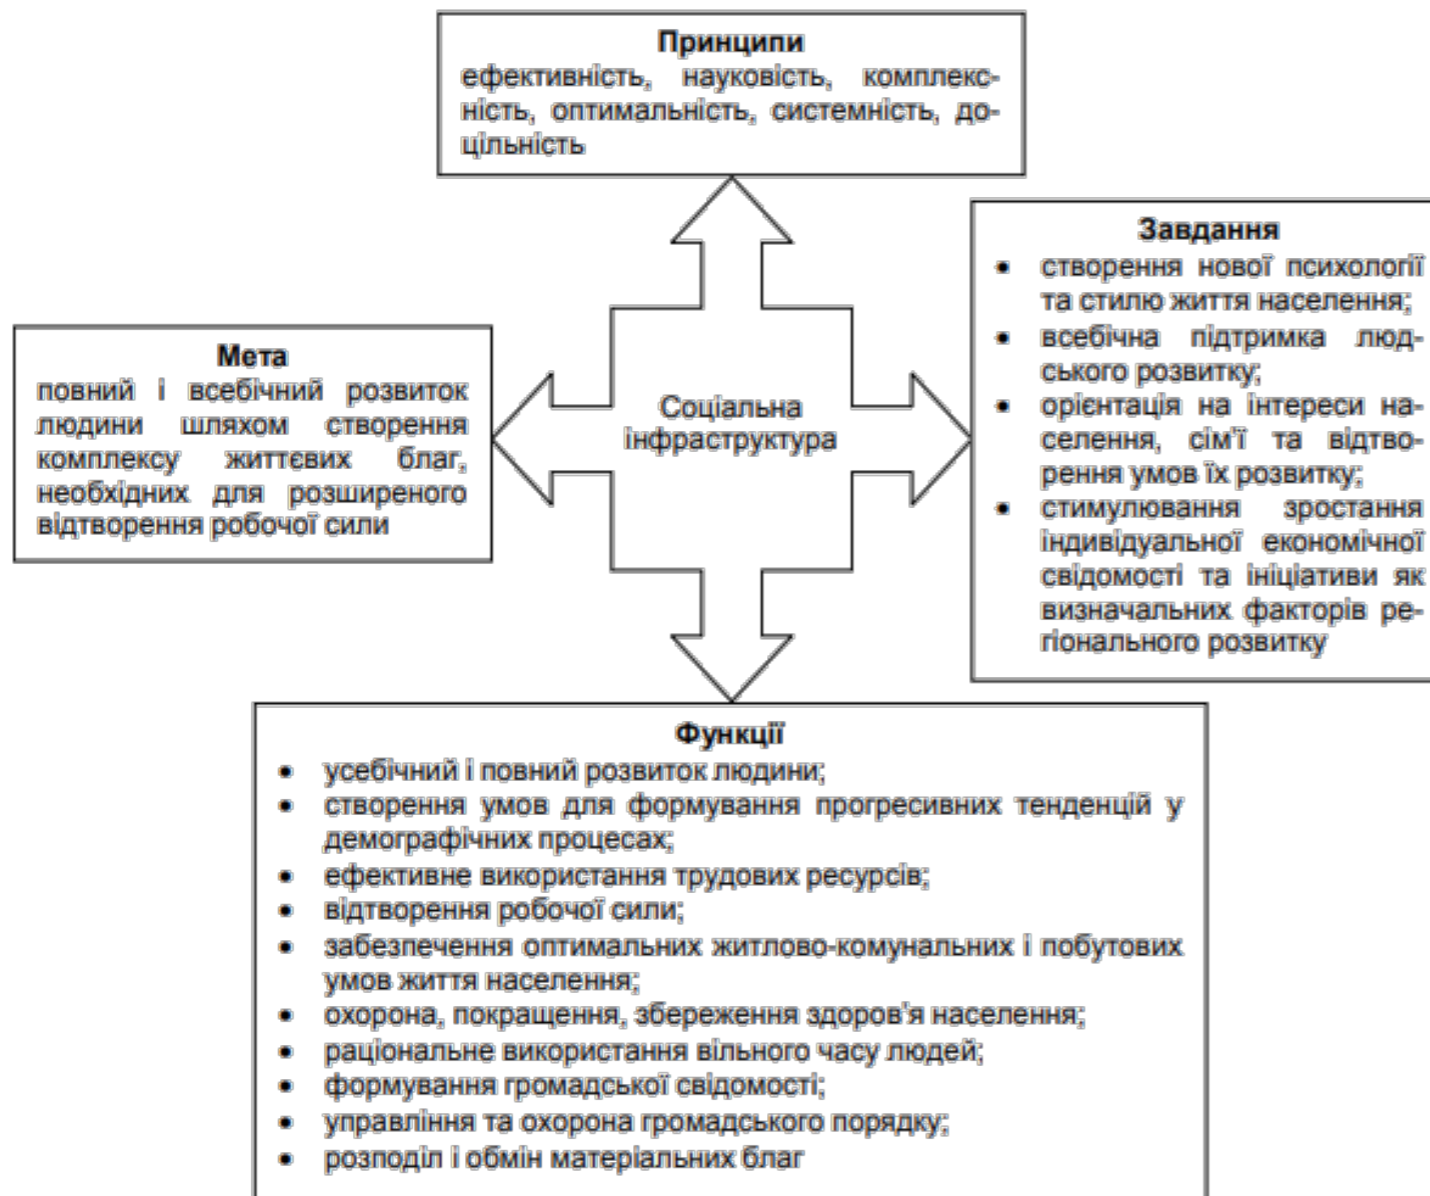 Принципи
ефективність, науковість, комплекс-
ність, оптимальність, системність, до-
цільність
Мета
повний і всебічний розвиток
людини шляхом створення
комплексу життєвих благ,
необхідних для розширеного
відтворення робочої сили
Соціальна
інфраструктура
Завдання
• створення нової психології
та стилю життя населення;
• всебічна підтримка люд-
ського розвитку;
• орієнтація на інтереси на-
селення, сім’ї та відтво-
рення умов їх розвитку;
• стимулювання зростання
індивідуальної економічної
свідомості та ініціативи як
визначальних факторів ре-
гіонального розвитку
Функції
• усебічний і повний розвиток людини;
• створення умов для формування прогресивних тенденцій у
демографічних процесах;
• ефективне використання трудових ресурсів;
• відтворення робочої сили;
• забезпечення оптимальних житлово-комунальних і побутових
умов життя населення;
• охорона, покращення, збереження здоров’я населення;
• раціональне використання вільного часу людей;
• формування громадської свідомості;
• управління та охорона громадського порядку;
• розподіл і обмін матеріальних благ